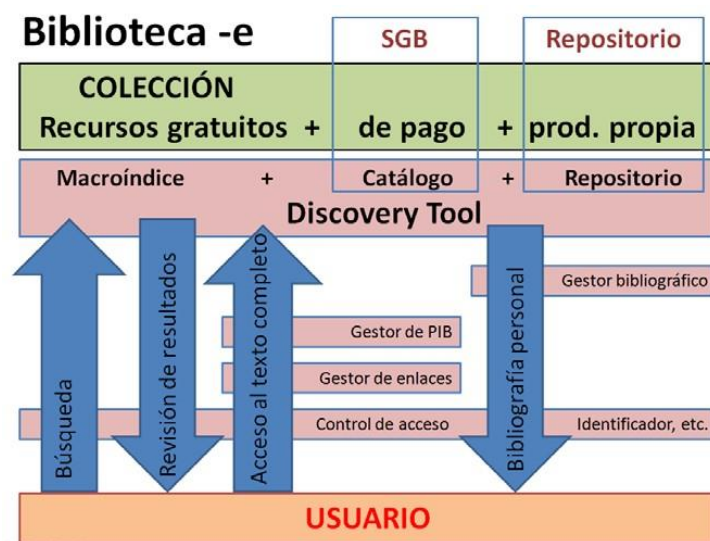 Biblioteca -e
SGB
Repositorio
COLECCIÓN
Recursos gratuitos + de pago + prod. propia
Macroíndice + Catálogo + Repositorio
Discovery Tool
Búsqueda
Revisión de resultados
Acceso al texto completo
Bibliografía personal
Gestor bibliográfico
Gestor de PIB
Gestor de enlaces
Control de acceso
Identificador, etc.
USUARIO